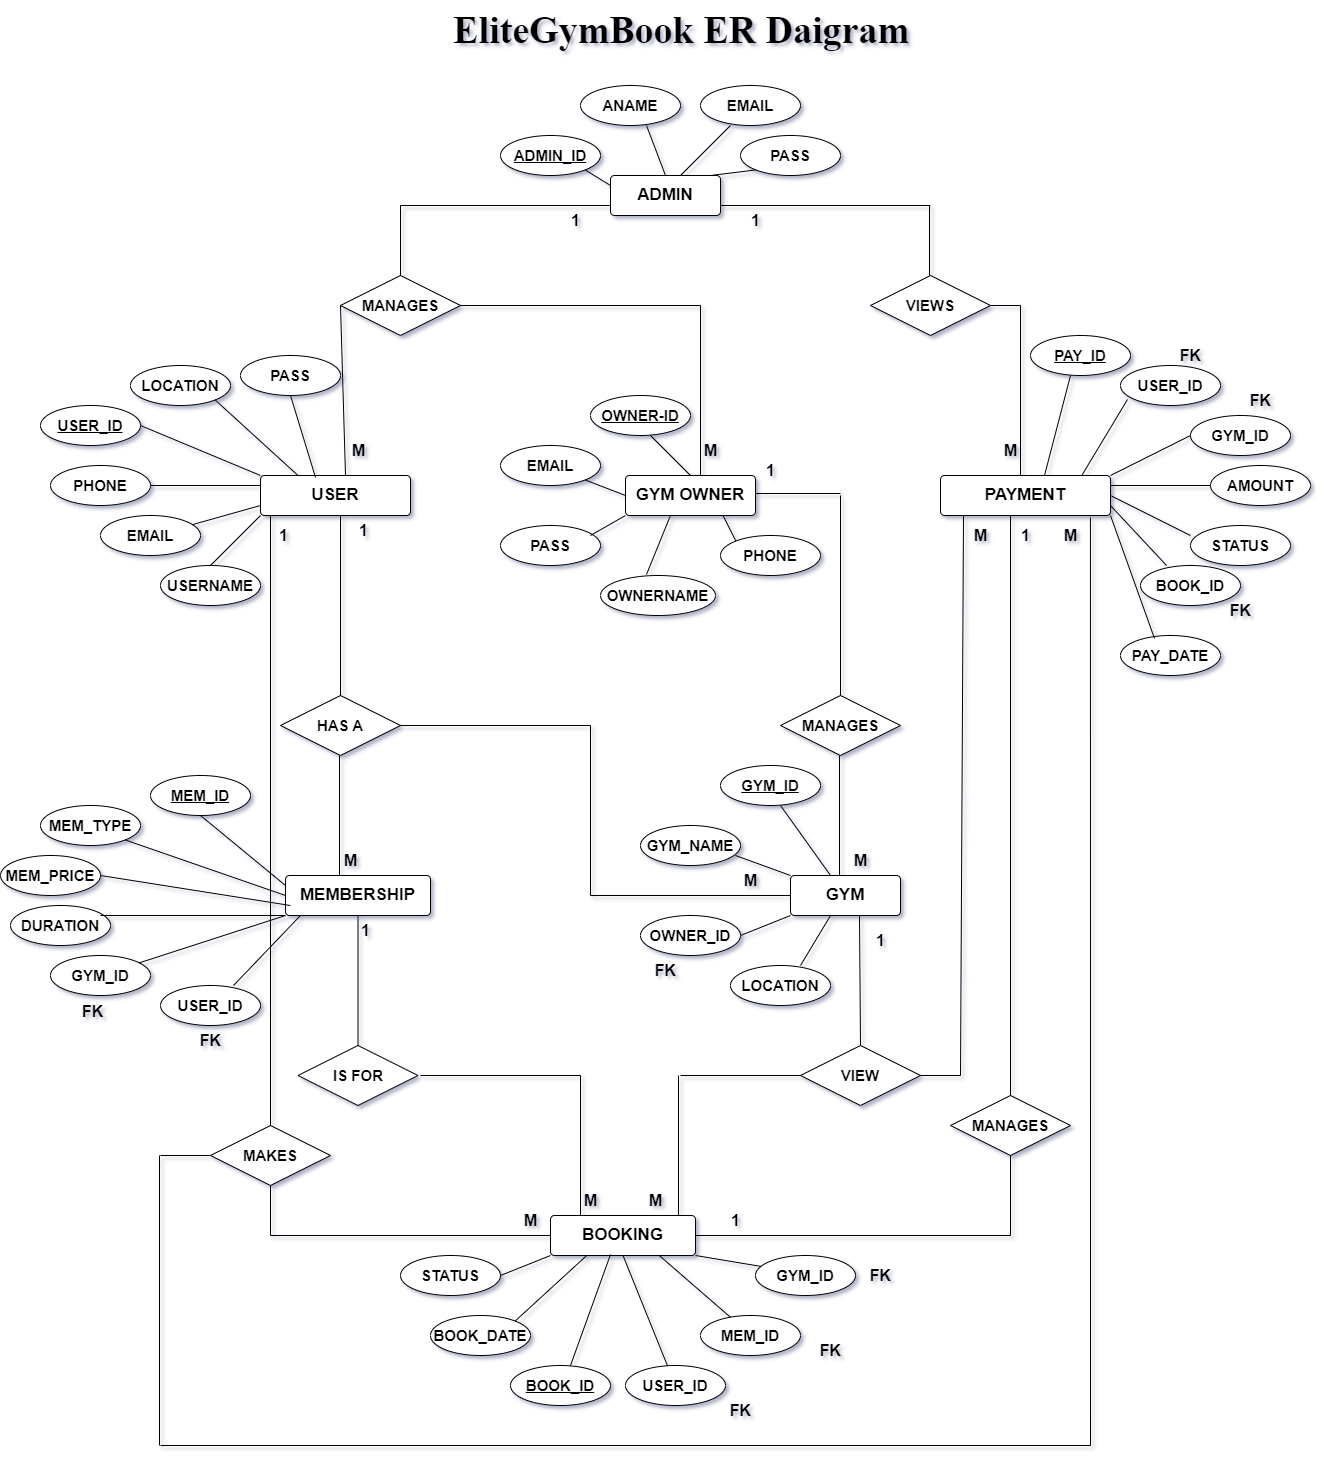 EliteGymBook ER Daigram
ANAME
EMAIL
ADMIN_ID
PASS
ADMIN
1
1
MANAGES
VIEWS
PAY_ID
FK
USER_ID
LOCATION
PASS
FK
USER_ID
OWNER-ID
GYM_ID
M
M
M
EMAIL
1
PHONE
USER
GYM OWNER
PAYMENT
AMOUNT
EMAIL
1
1
PASS
PHONE
M
1
M
STATUS
USERNAME
OWNERNAME
BOOK_ID
FK
PAY_DATE
HAS A
MANAGES
MEM_ID
GYM_ID
MEM_TYPE
GYM_NAME
M
M
MEM_PRICE
M
MEMBERSHIP
GYM
DURATION
1
OWNER_ID
1
GYM_ID
FK
LOCATION
FK
USER_ID
FK
IS FOR
VIEW
MANAGES
MAKES
M
M
M
1
BOOKING
STATUS
GYM_ID
FK
BOOK_DATE
MEM_ID
FK
BOOK_ID
USER_ID
FK